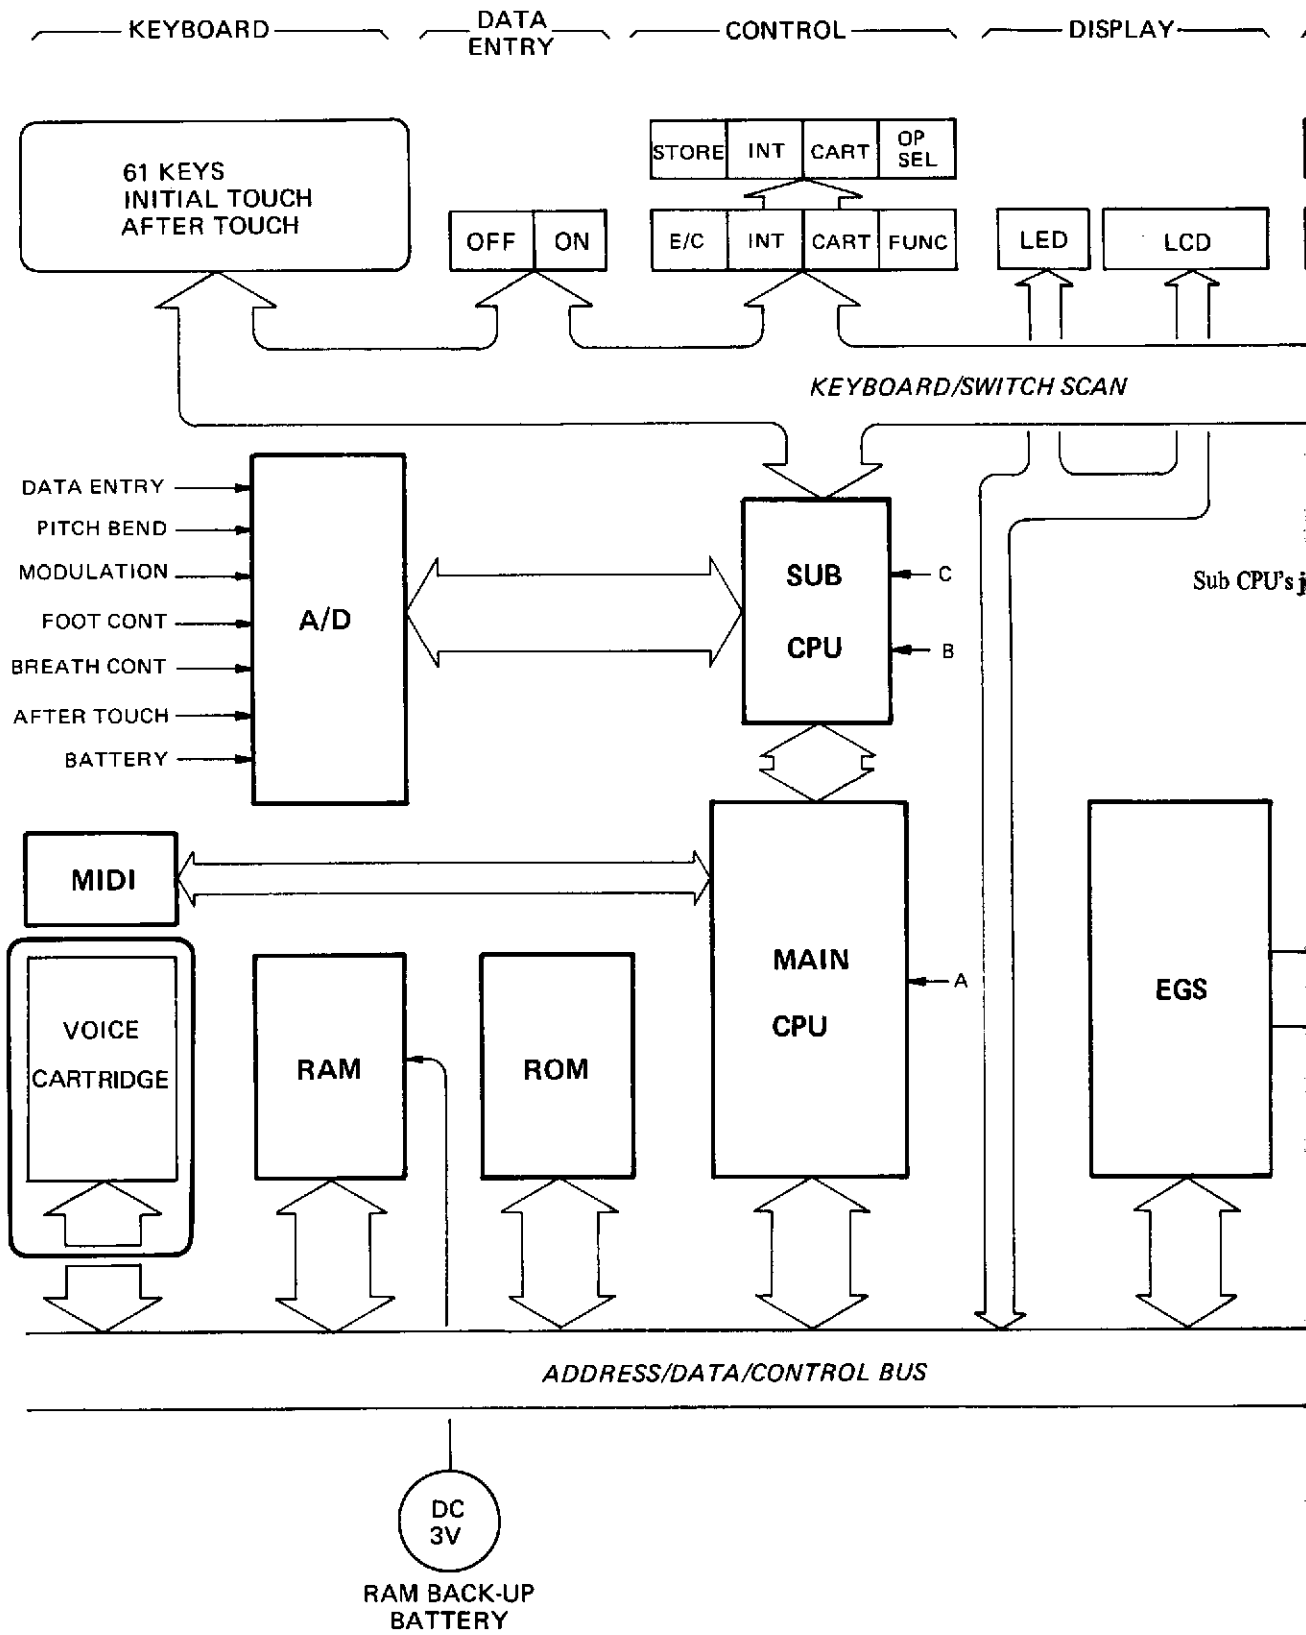 KEYBOARD
DATA
ENTRY
CONTROL
DISPLAY
61 KEYS
INITIAL TOUCH
AFTER TOUCH
STORE INT CART OP
SEL
OFF ON
E/C INT CART FUNC
LED
LCD
KEYBOARD/SWITCH SCAN
DATA ENTRY
PITCH BEND
MODULATION
FOOT CONT
BREATH CONT
AFTER TOUCH
BATTERY
A/D
SUB
CPU
C
B
Sub CPU's
MIDI
VOICE
CARTRIDGE
RAM
ROM
MAIN
CPU
A
EGS
ADDRESS/DATA/CONTROL BUS
DC
3V
RAM BACK-UP
BATTERY